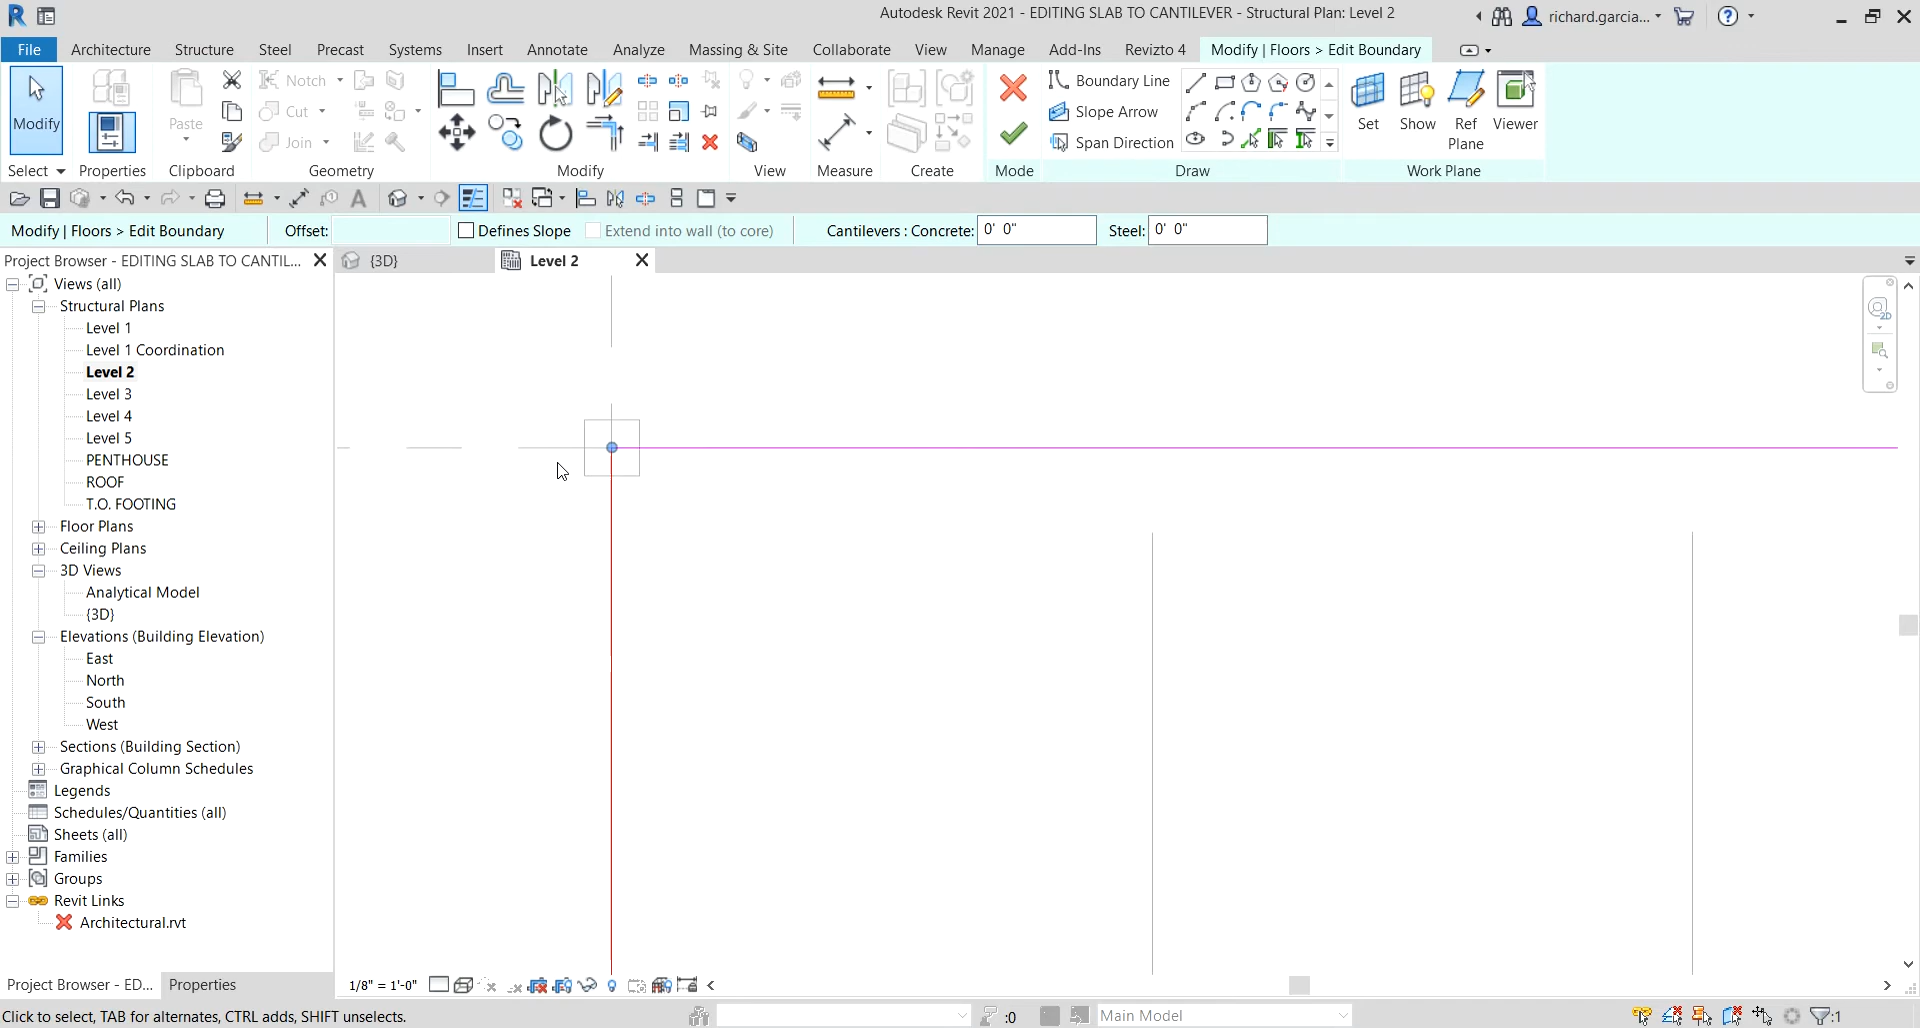 Autodesk Revit 2021 - EDITING SLAB TO CANTILEVER - Structural Plan: Level 2
richard.garcia...
File Architecture Structure Steel Precast Systems Insert Annotate Analyze Massing & Site Collaborate View Manage Add-Ins Revizto 4 Modify | Floors > Edit Boundary
Modify
Paste
Notch
Cut
Join
Boundary Line
Slope Arrow
Span Direction
Set
Show
Ref
Plane
Viewer
Select Properties Clipboard Geometry Modify View Measure Create Mode Draw Work Plane
Modify | Floors > Edit Boundary Offset: Defines Slope Extend into wall (to core) Cantilevers : Concrete: 0' 0" Steel: 0' 0"
Project Browser - EDITING SLAB TO CANTIL...
{3D}
Level 2
Views (all)
Structural Plans
Level 1
Level 1 Coordination
Level 2
Level 3
Level 4
Level 5
PENTHOUSE
ROOF
T.O. FOOTING
Floor Plans
Ceiling Plans
3D Views
Analytical Model
{3D}
Elevations (Building Elevation)
East
North
South
West
Sections (Building Section)
Graphical Column Schedules
Legends
Schedules/Quantities (all)
Sheets (all)
Families
Groups
Revit Links
Architectural.rvt
Project Browser - ED... Properties
1/8" = 1'-0"
Click to select, TAB for alternates, CTRL adds, SHIFT unselects.
:0
Main Model
:1
2D